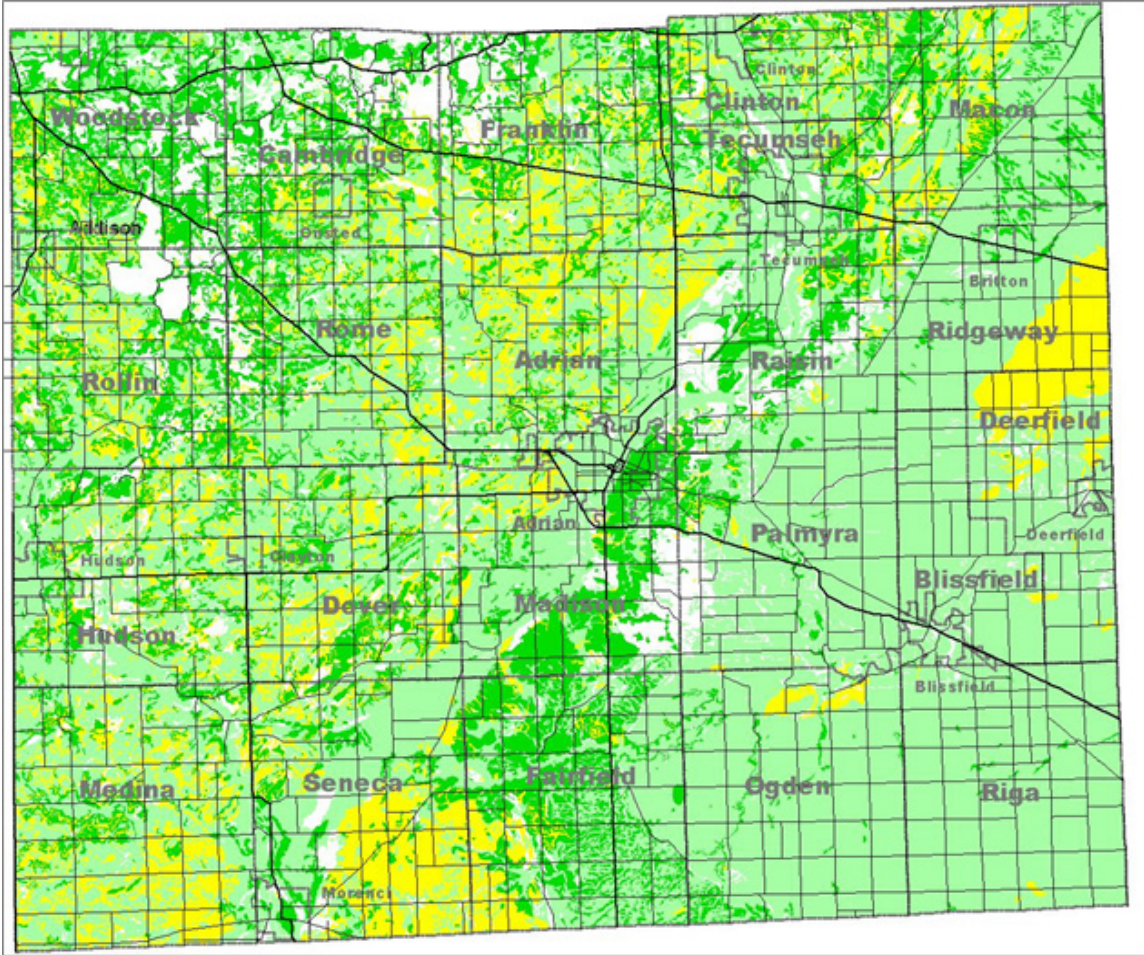 Clinton
Clinton
Macon
Woodstock
Franklin
Tecumseh
Cambridge
Addison
Onsted
Tecumseh
Britton
Rome
Ridgeway
Adrian
Raisin
Rollin
Deerfield
Adrian
Palmyra
Deerfield
Hudson
Clayton
Blissfield
Dover
Madison
Hudson
Blissfield
Seneca
Fairfield
Ogden
Medina
Riga
Morenci